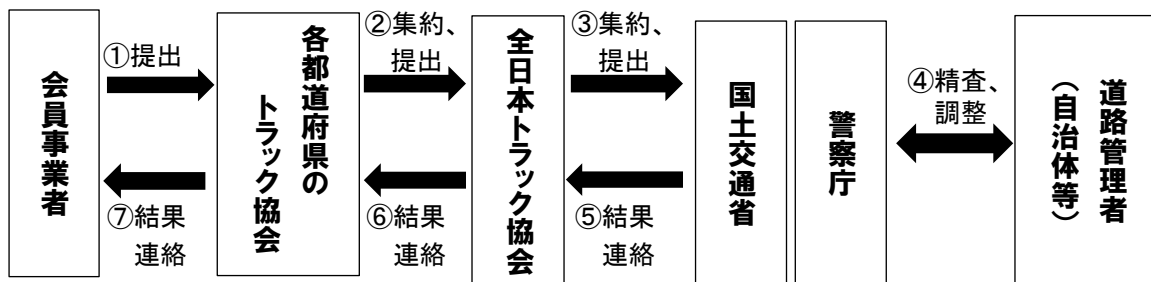 会員事業者
①提出
⑦結果
連絡
各都道府県の
トラック協会
②集約、
提出
⑥結果
連絡
全日本トラック協会
③集約、
提出
⑤結果
連絡
国土交通省
警察庁
④精査、
調整
道路管理者
（自治体等）